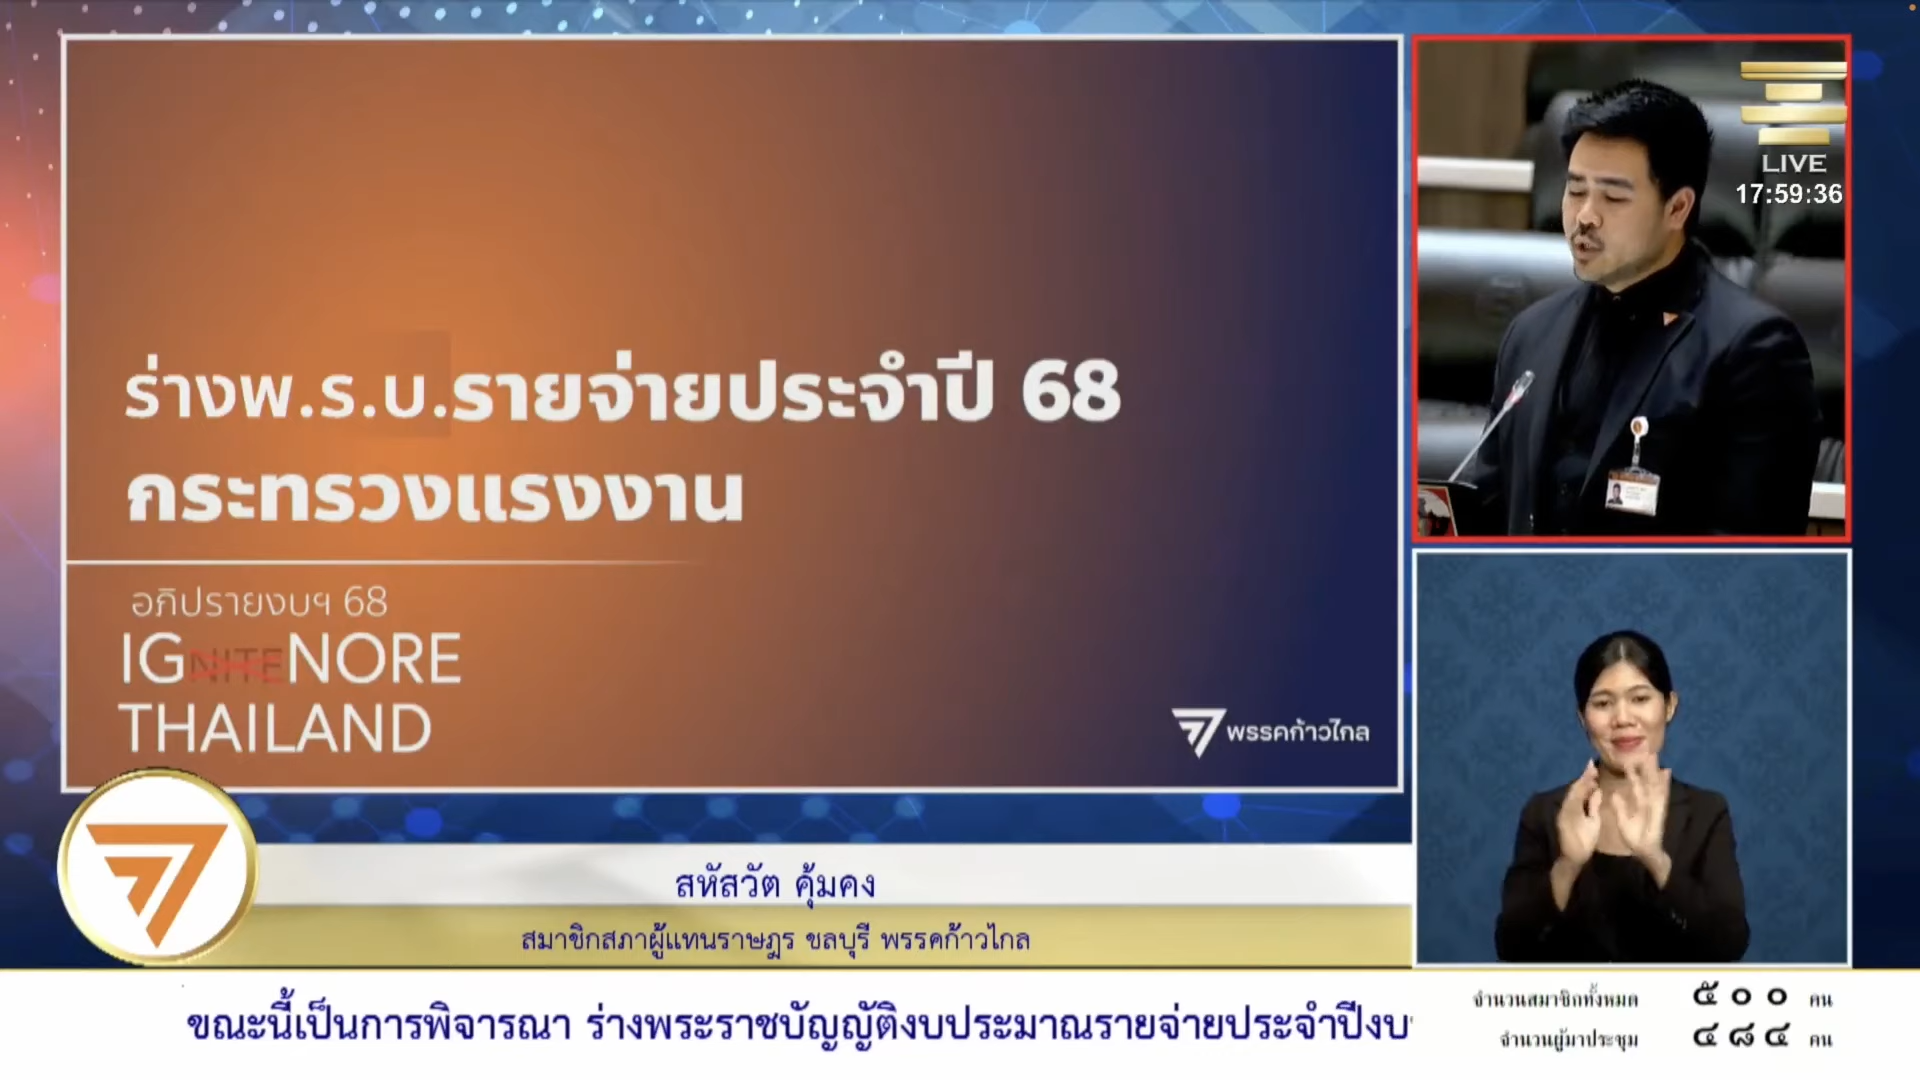 ร่างพ.ร.บ.รายจ่ายประจำปี 68
กระทรวงแรงงาน
อภิปรายงบฯ 68
IGNITENORE
THAILAND
พรรคก้าวไกล
LIVE
17:59:36
สหัสวัต คุ้มคง
สมาชิกสภาผู้แทนราษฎร ชลบุรี พรรคก้าวไกล
ขณะนี้เป็นการพิจารณา ร่างพระราชบัญญัติงบประมาณรายจ่ายประจำปีงบ
จำนวนสมาชิกทั้งหมด ๕๐๐ คน
จำนวนผู้มาประชุม ๔๘๔ คน